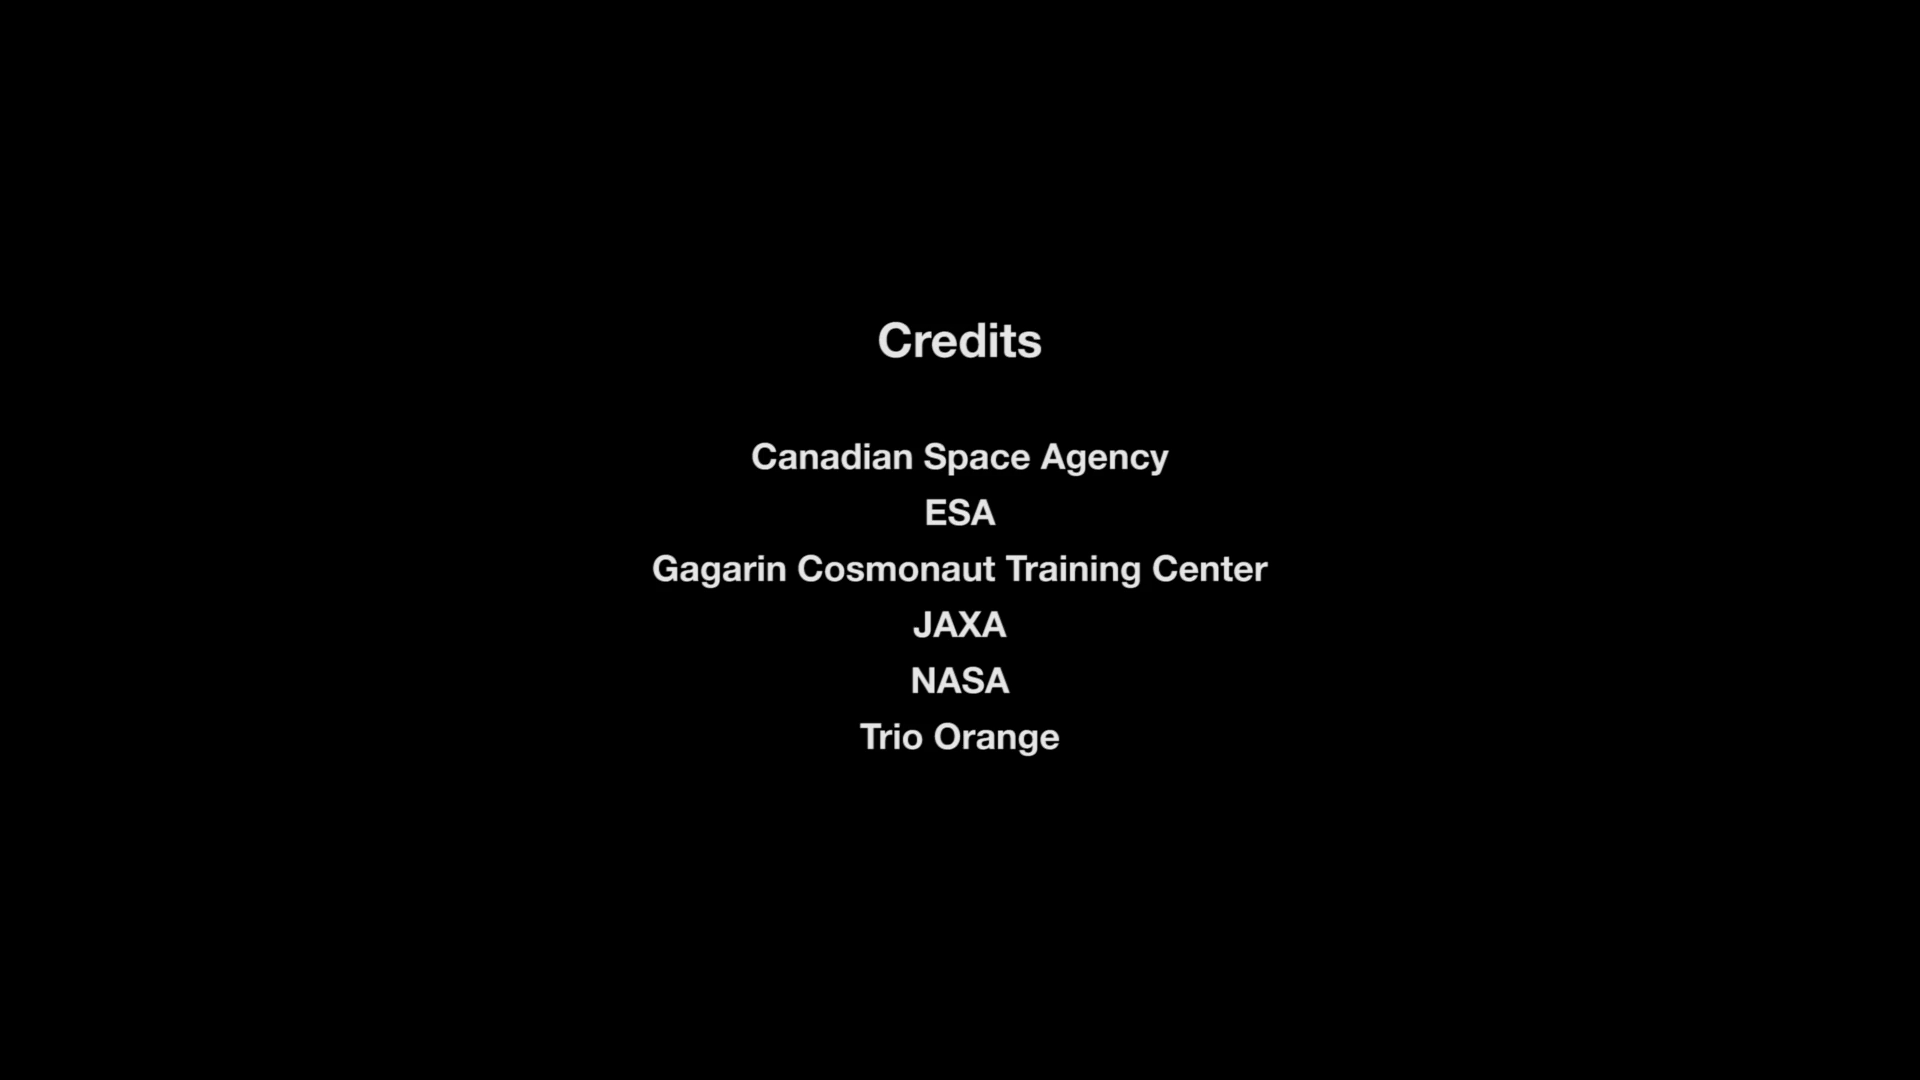 Credits
Canadian Space Agency
ESA
Gagarin Cosmonaut Training Center
JAXA
NASA
Trio Orange